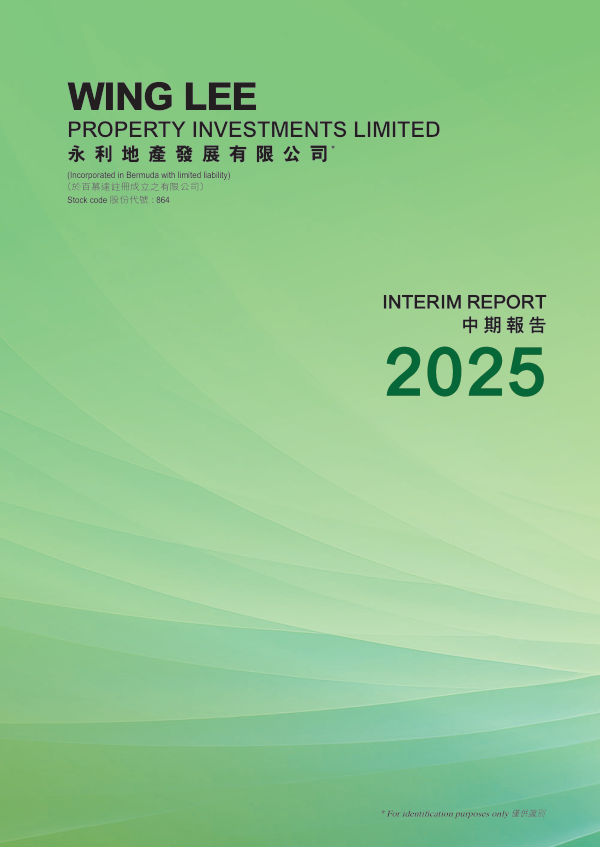 WING LEE
PROPERTY INVESTMENTS LIMITED
永利地產發展有限公司*
(Incorporated in Bermuda with limited liability)
(於百慕達註冊成立之有限公司)
Stock code 股份代號 : 864
INTERIM REPORT
中期報告
2025
* For identification purposes only 僅供識別